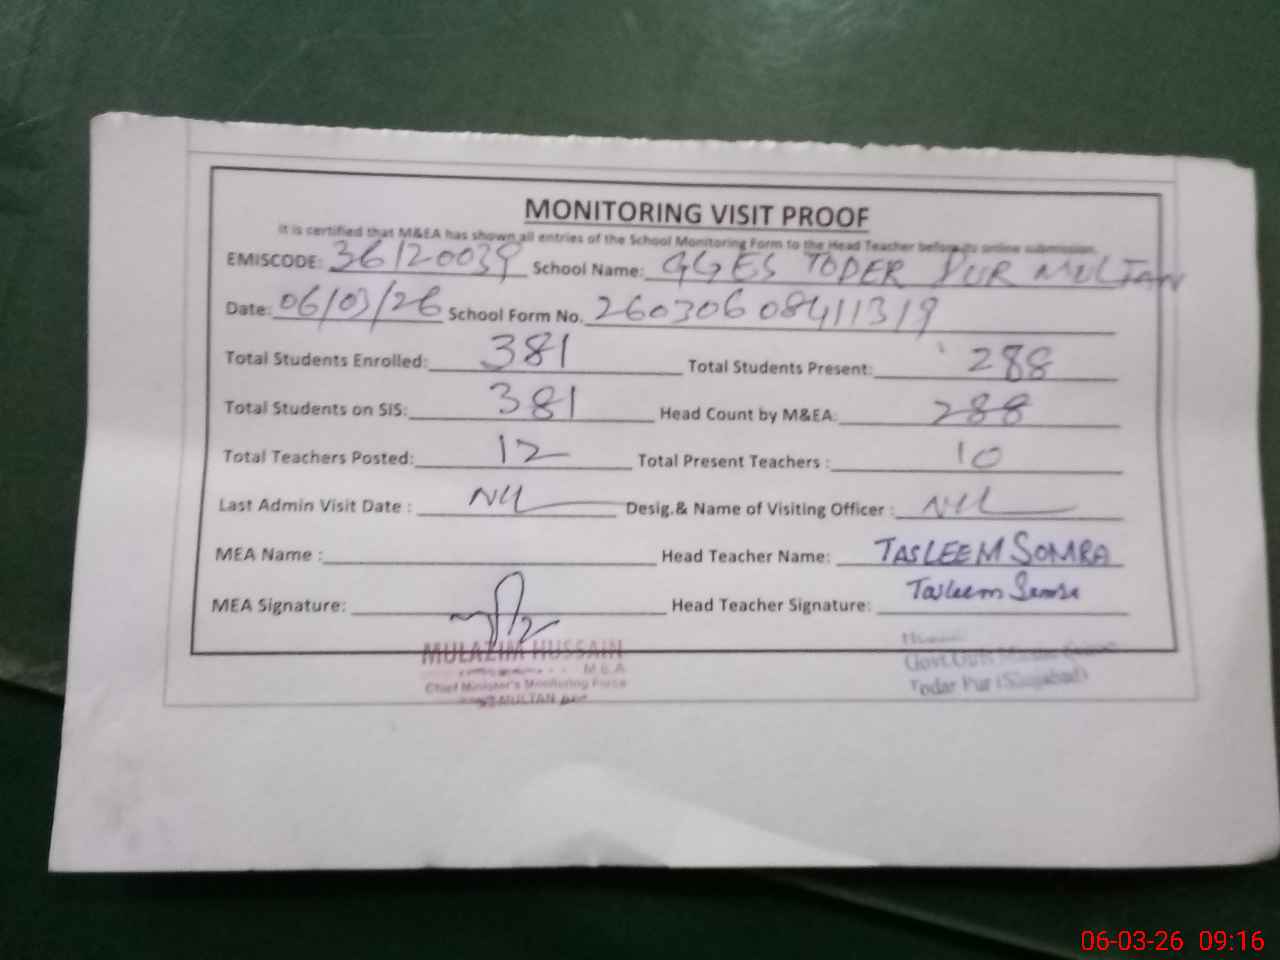 MONITORING VISIT PROOF
It is certified that M&EA has shown all entries of the School Monitoring Form to the Head Teacher before its online submission.
EMISCODE: 36120039 School Name: GGES TODER PUR MULTAN
Date: 06/03/26 School Form No. 26030608411319
Total Students Enrolled: 381 Total Students Present: 288
Total Students on SIS: 381 Head Count by M&EA: 288
Total Teachers Posted: 12 Total Present Teachers : 10
Last Admin Visit Date : Nil Desig.& Name of Visiting Officer : Nil
MEA Name : Head Teacher Name: TASLEEM SOMRA
MEA Signature: Head Teacher Signature: Tasleem Somra
MULAZIM HUSSAIN
M.E.A
Chief Minister's Monitoring Force
MULTAN
Govt.Girls
Todar Pur
06-03-26 09:16